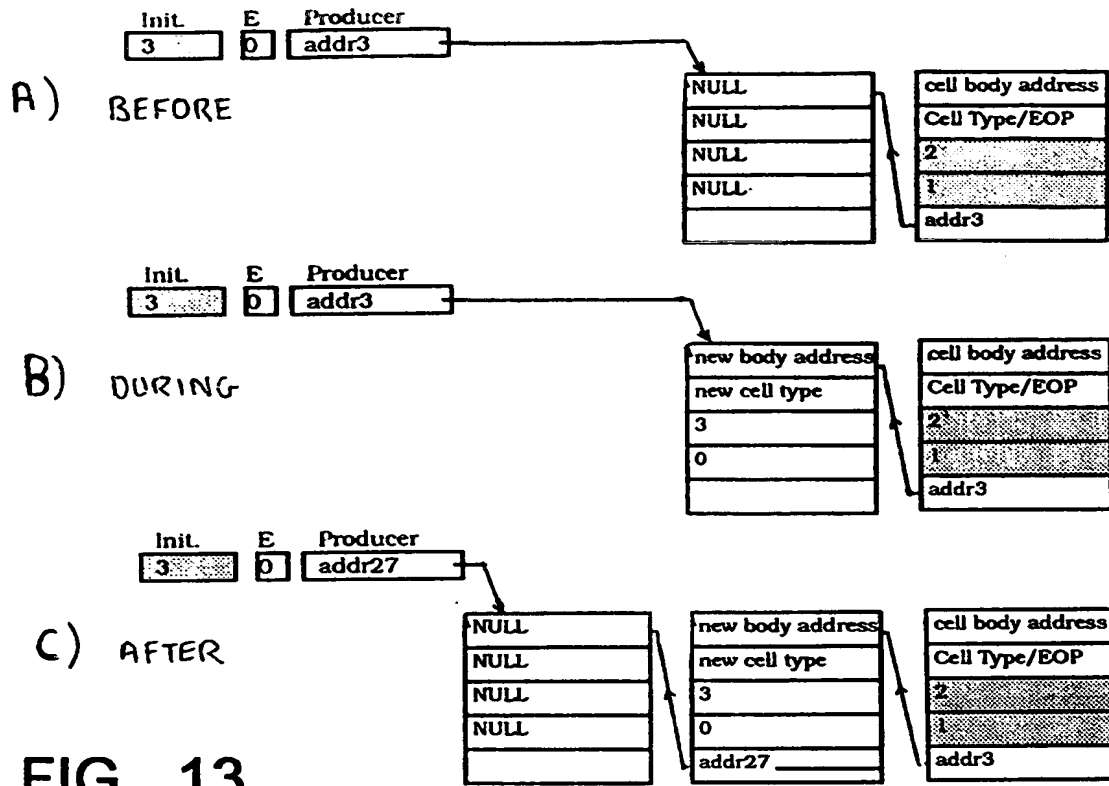 Init. E Producer
3 0 addr3
A) BEFORE
NULL cell body address
NULL Cell Type/EOP
NULL 2
NULL 1
addr3
Init. E Producer
3 0 addr3
B) DURING
new body address cell body address
new cell type Cell Type/EOP
3 2
0 1
addr3
Init. E Producer
3 0 addr27
C) AFTER
NULL new body address cell body address
NULL new cell type Cell Type/EOP
NULL 3 2
NULL 0 1
addr27 addr3
FIG 13